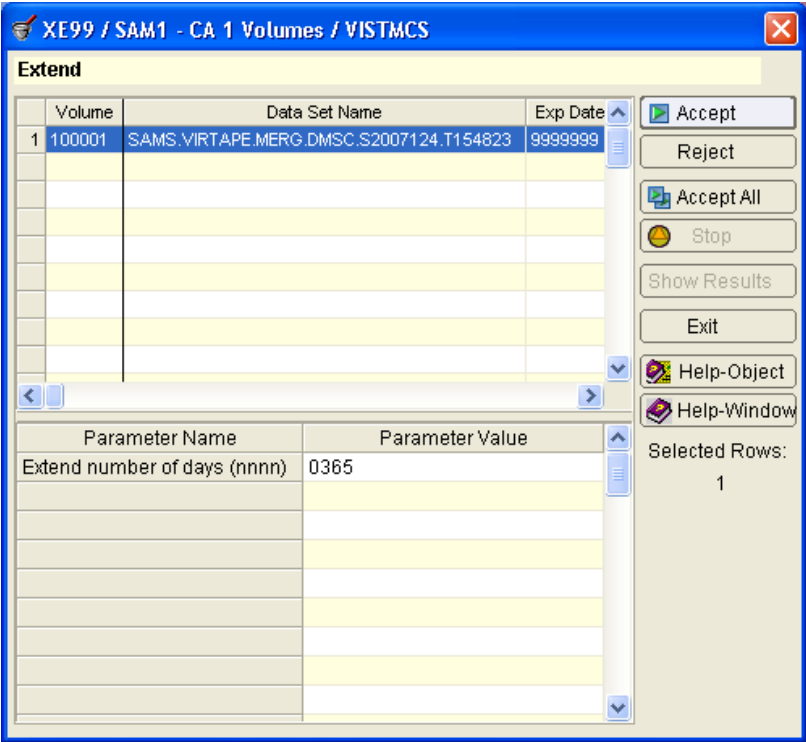 XE99 / SAM1 - CA 1 Volumes / VISTMCS
Extend
Volume Data Set Name Exp Date
1 100001 SAMS.VIRTAPE.MERG.DMSC.S2007124.T154823 9999999
Accept
Reject
Accept All
Stop
Show Results
Exit
Help-Object
Help-Window
Selected Rows:
1
Parameter Name Parameter Value
Extend number of days (nnnn) 0365